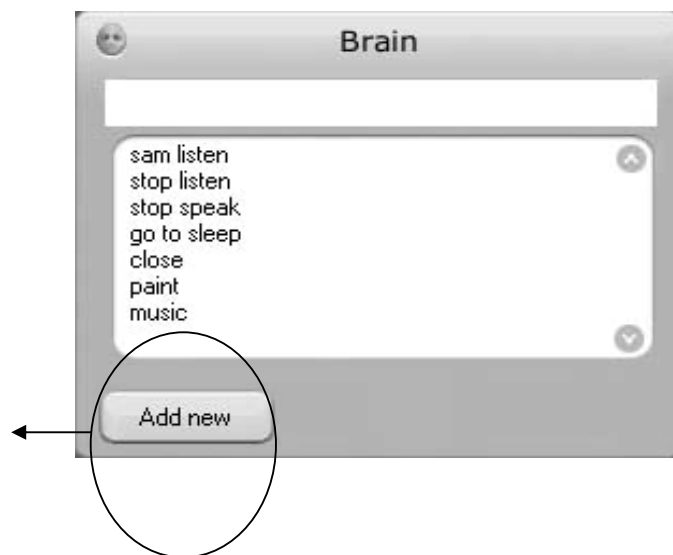 Brain
sam listen
stop listen
stop speak
go to sleep
close
paint
music
Add new